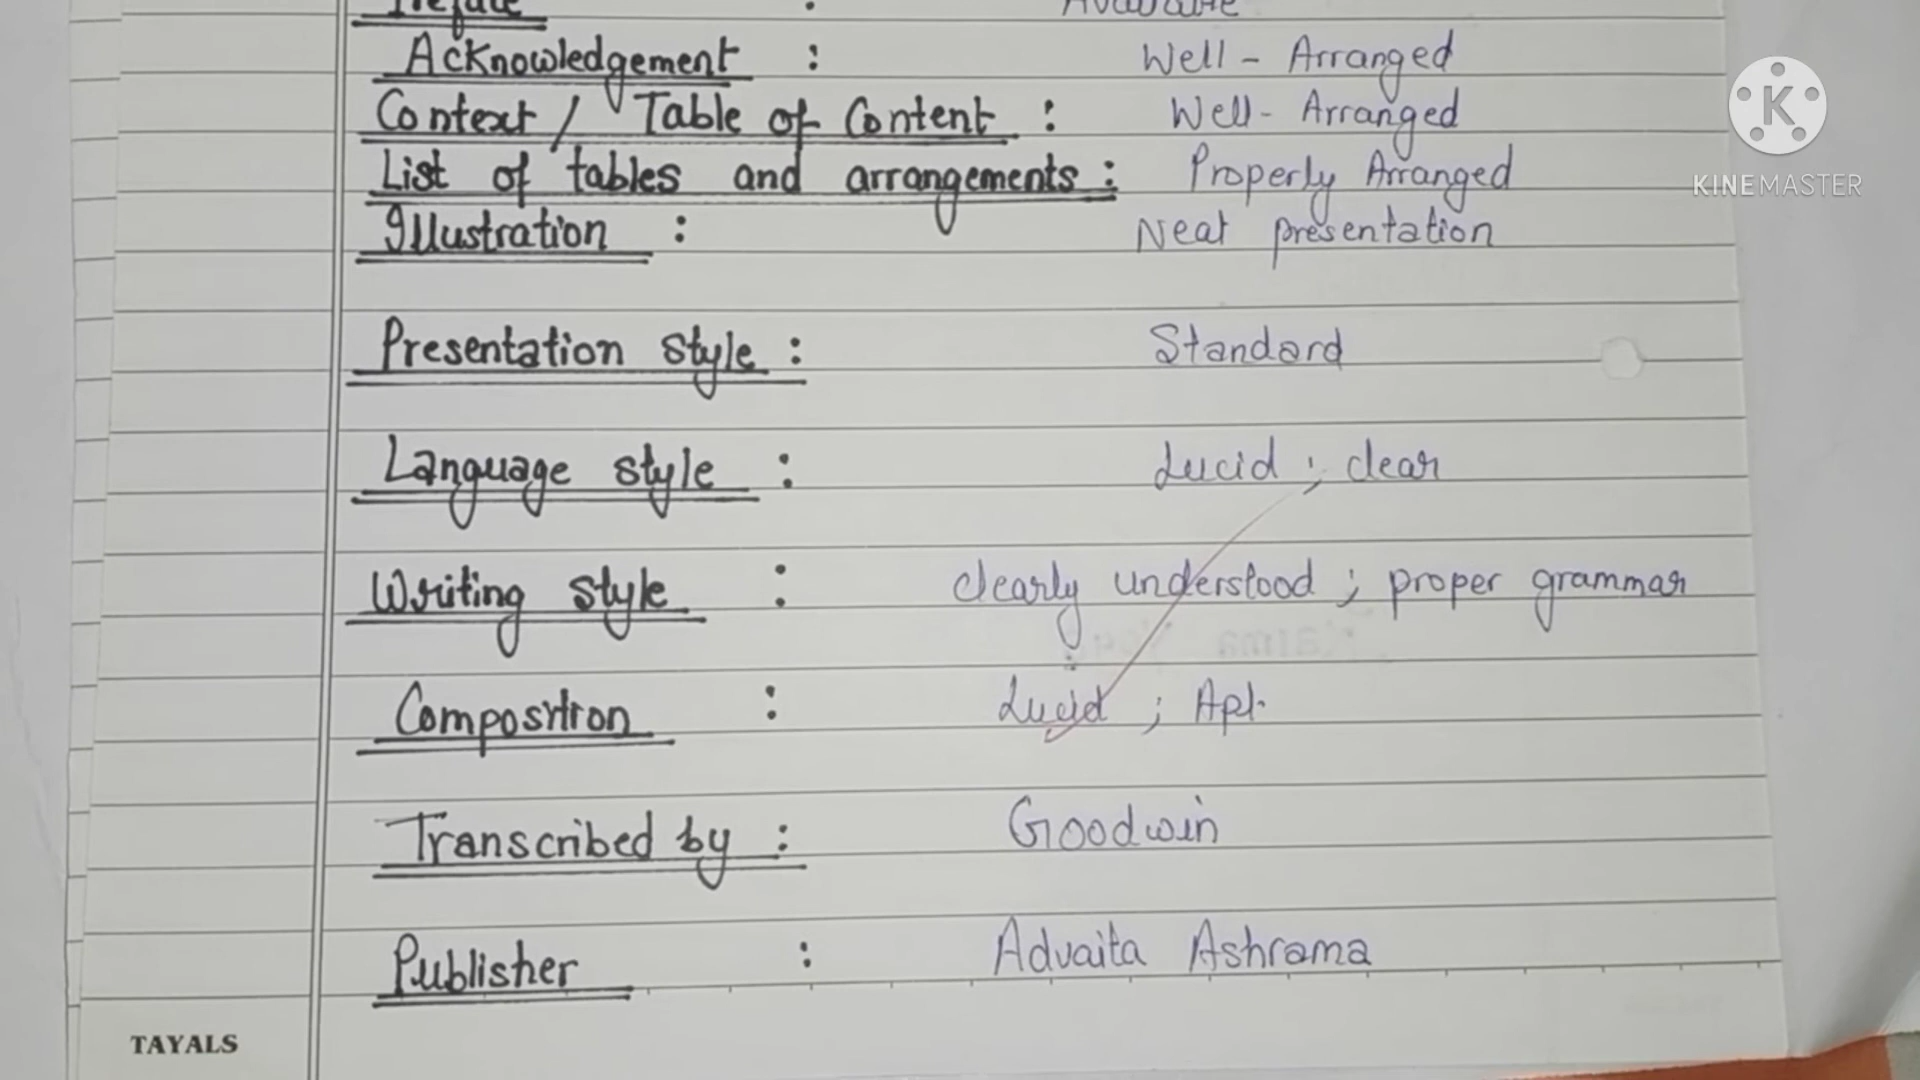 Preface : Available
Acknowledgement : Well - Arranged
Context / Table of Content : Well - Arranged
List of tables and arrangements : Properly Arranged
Illustration : Neat presentation
Presentation style : Standard
Language style : Lucid ; clear
Writing style : clearly understood ; proper grammar
Composition : Lucid ; Apt.
Transcribed by : Goodwin
Publisher : Advaita Ashrama
TAYALS
K
KINEMASTER